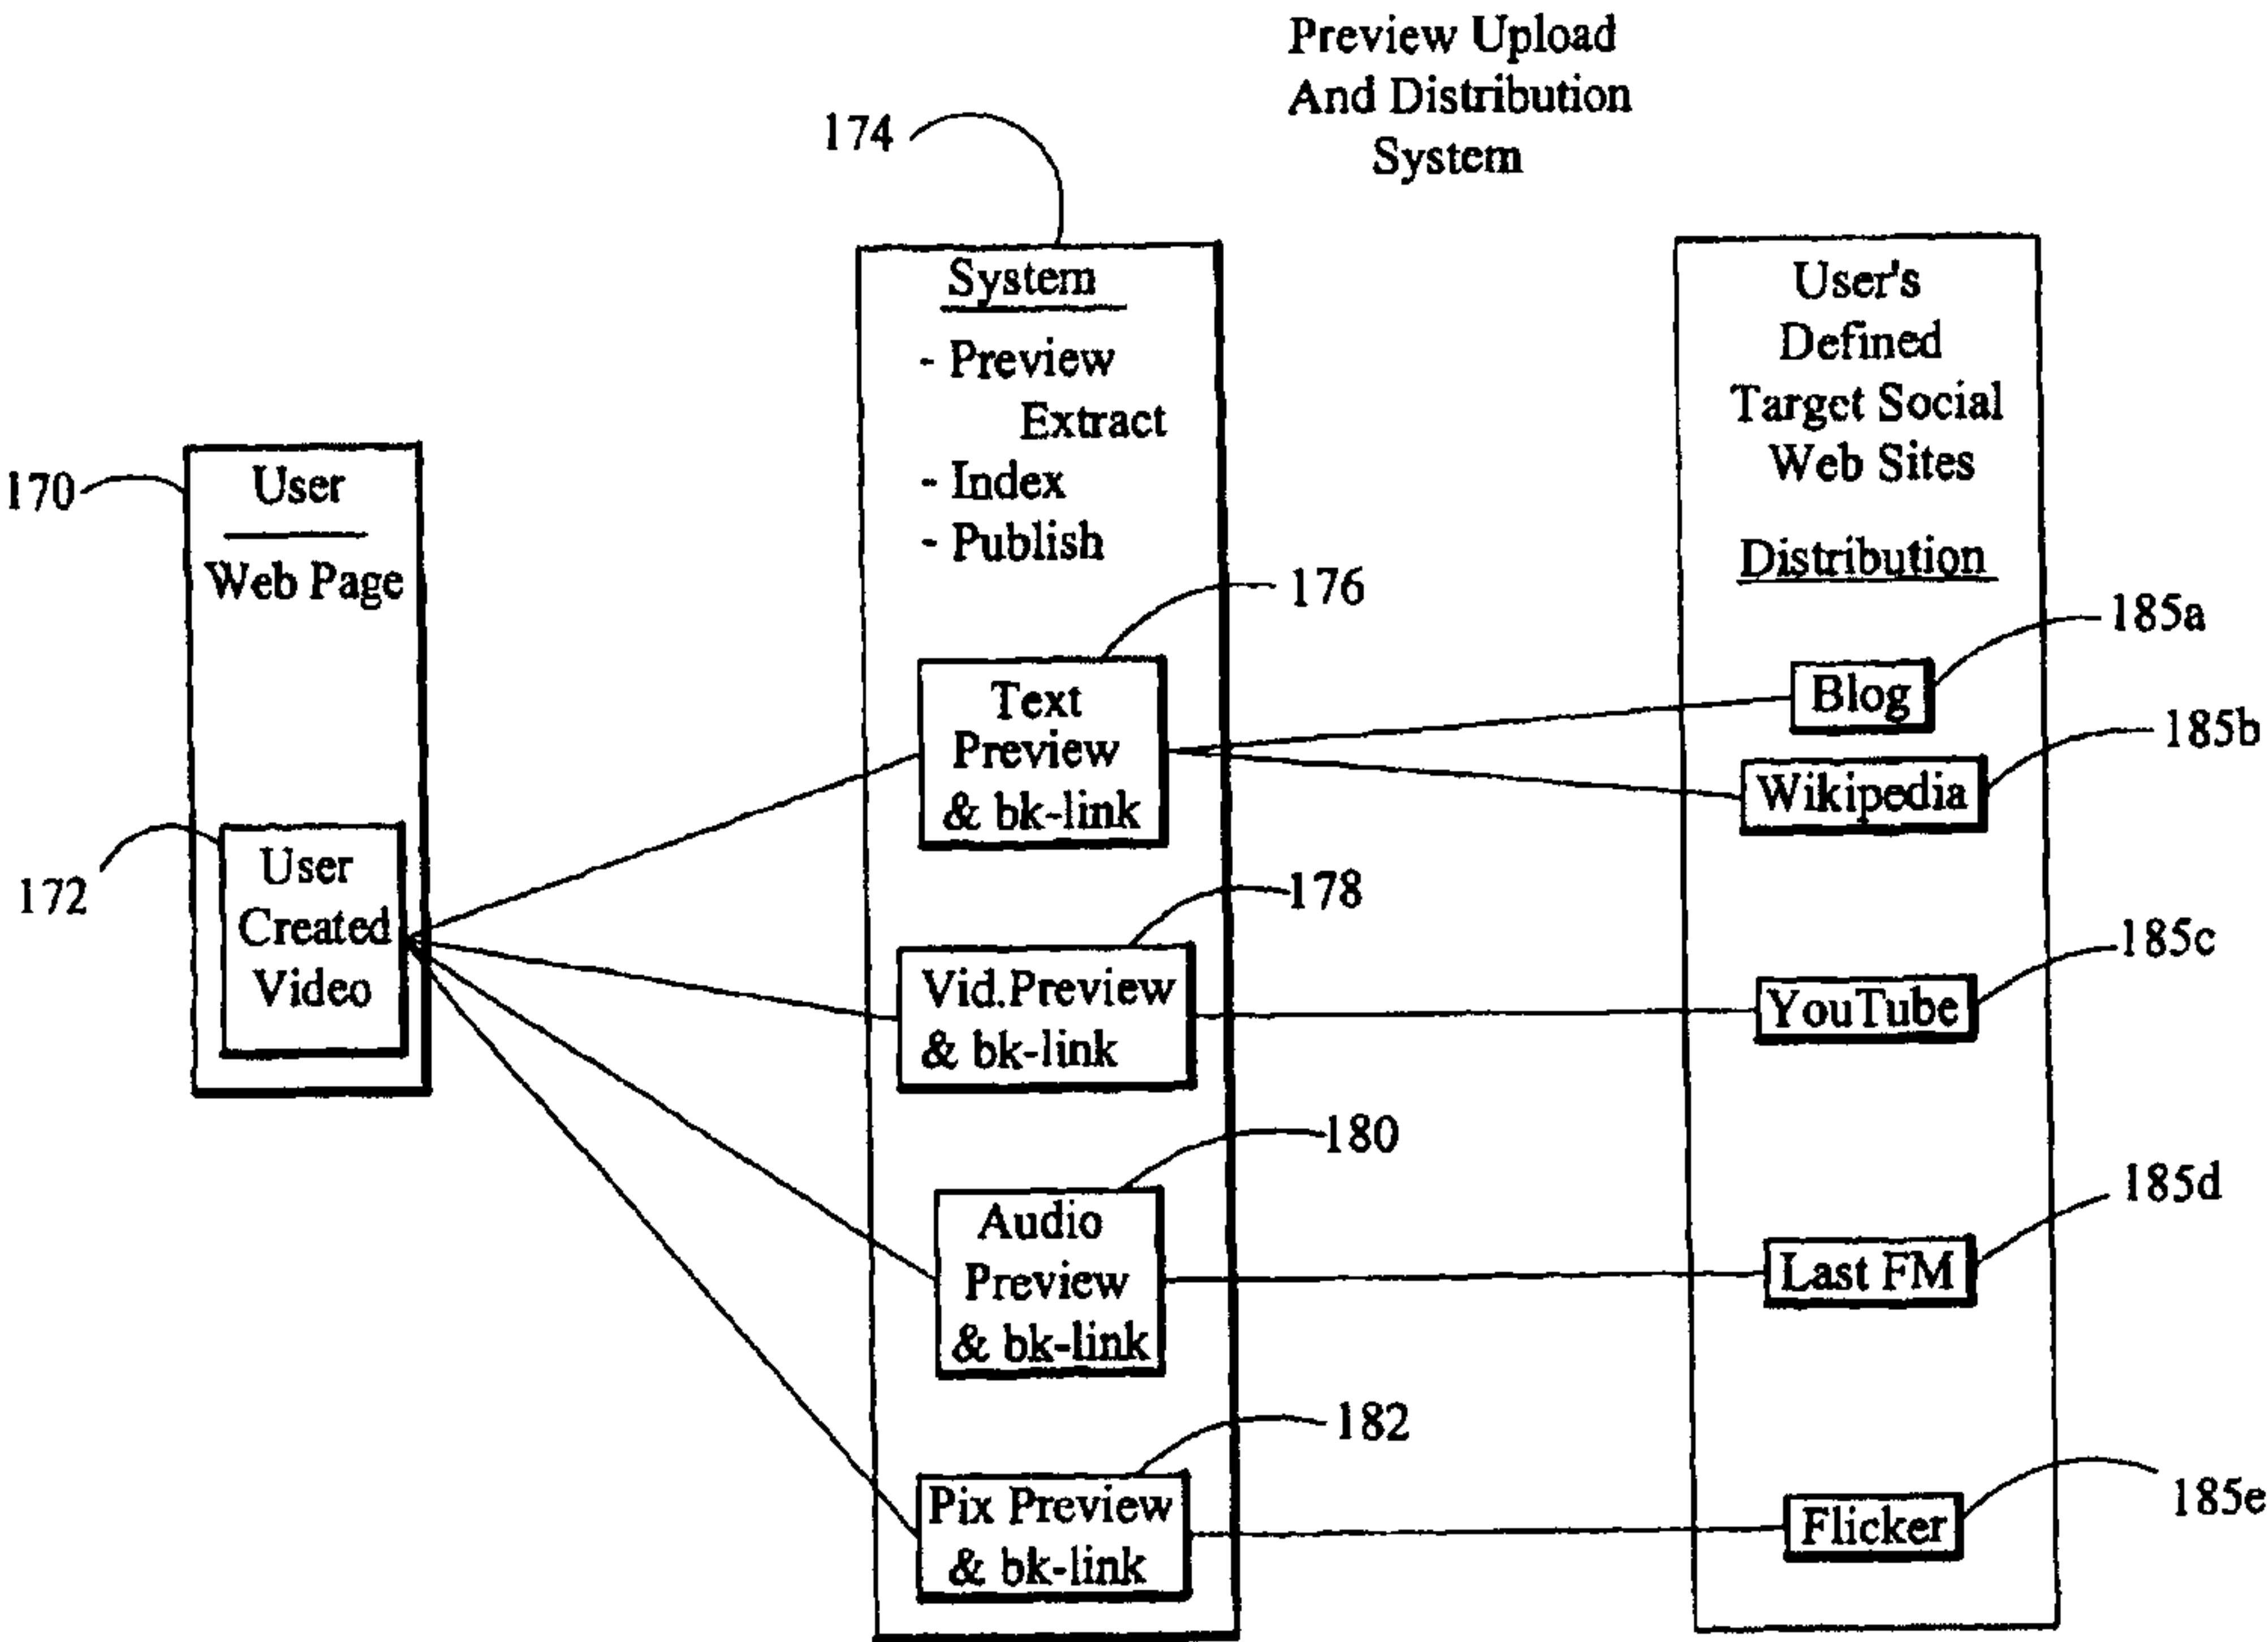 Preview Upload
And Distribution
System
174
System
- Preview
Extract
- Index
- Publish
176
Text
Preview
& bk-link
178
Vid.Preview
& bk-link
180
Audio
Preview
& bk-link
182
Pix Preview
& bk-link
170
User
Web Page
172
User
Created
Video
User's
Defined
Target Social
Web Sites
Distribution
185a
Blog
185b
Wikipedia
185c
YouTube
185d
Last FM
185e
Flicker